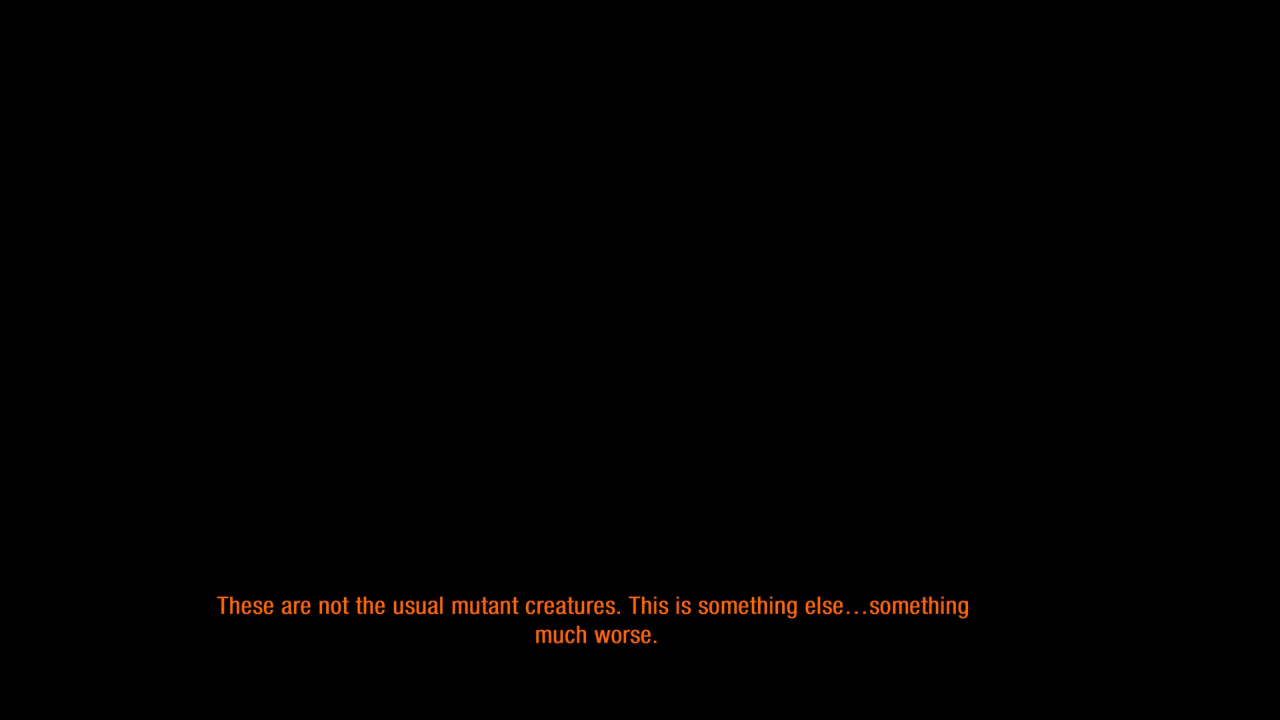 These are not the usual mutant creatures. This is something else…something
much worse.